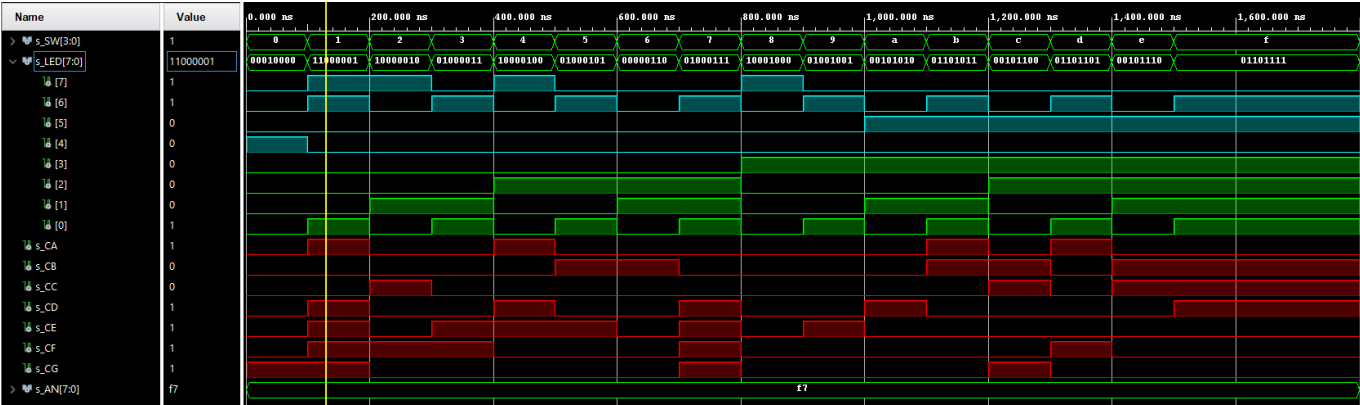 Name Value 0.000 ns 200.000 ns 400.000 ns 600.000 ns 800.000 ns 1,000.000 ns 1,200.000 ns 1,400.000 ns 1,600.000 ns
s_SW[3:0] 1 0 1 2 3 4 5 6 7 8 9 a b c d e f
s_LED[7:0] 11000001 00010000 11000001 10000010 01000011 10000100 01000101 00000110 01000111 10001000 01001001 00101010 01101011 00101100 01101101 00101110 01101111
[7] 1
[6] 1
[5] 0
[4] 0
[3] 0
[2] 0
[1] 0
[0] 1
s_CA 1
s_CB 0
s_CC 0
s_CD 1
s_CE 1
s_CF 1
s_CG 1
s_AN[7:0] f7 f7